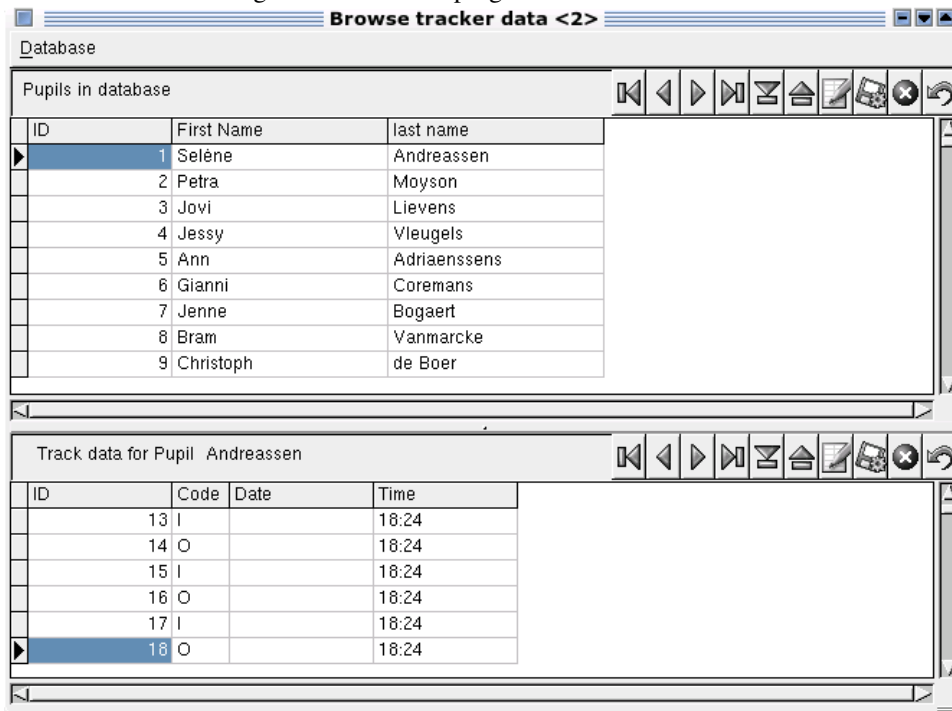 Browse tracker data <2>
Database
Pupils in database
ID First Name last name
1 Selène Andreassen
2 Petra Moyson
3 Jovi Lievens
4 Jessy Vleugels
5 Ann Adriaenssens
6 Gianni Coremans
7 Jenne Bogaert
8 Bram Vanmarcke
9 Christoph de Boer
Track data for Pupil Andreassen
ID Code Date Time
13 I 18:24
14 O 18:24
15 I 18:24
16 O 18:24
17 I 18:24
18 O 18:24